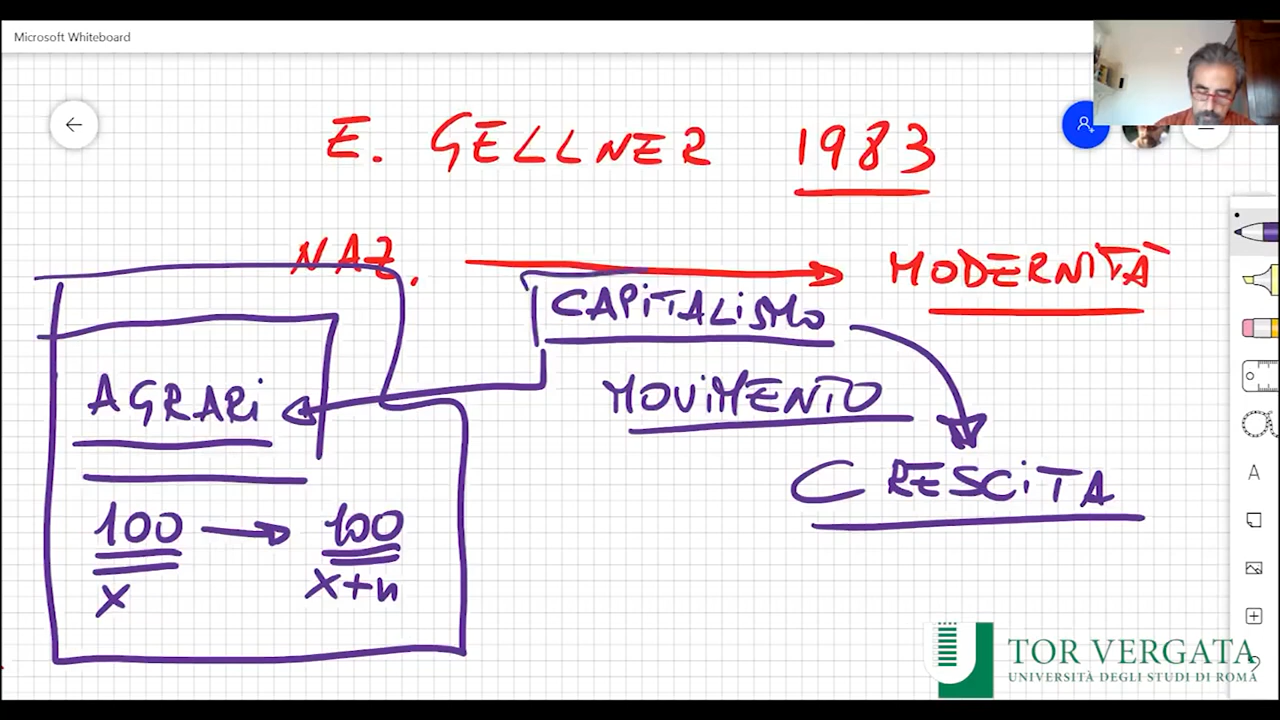 Microsoft Whiteboard
E. GELLNER 1983
NAZ. MODERNITÀ
CAPITALISMO
AGRARI MOVIMENTO
CRESCITA
100 100
x x+n
TOR VERGATA
UNIVERSITÀ DEGLI STUDI DI ROMA